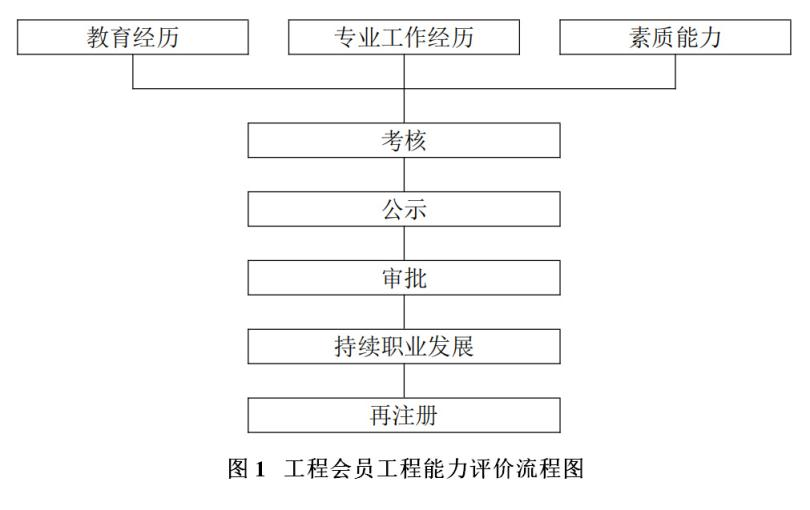 教育经历
专业工作经历
素质能力
考核
公示
审批
持续职业发展
再注册
图 1 工程会员工程能力评价流程图